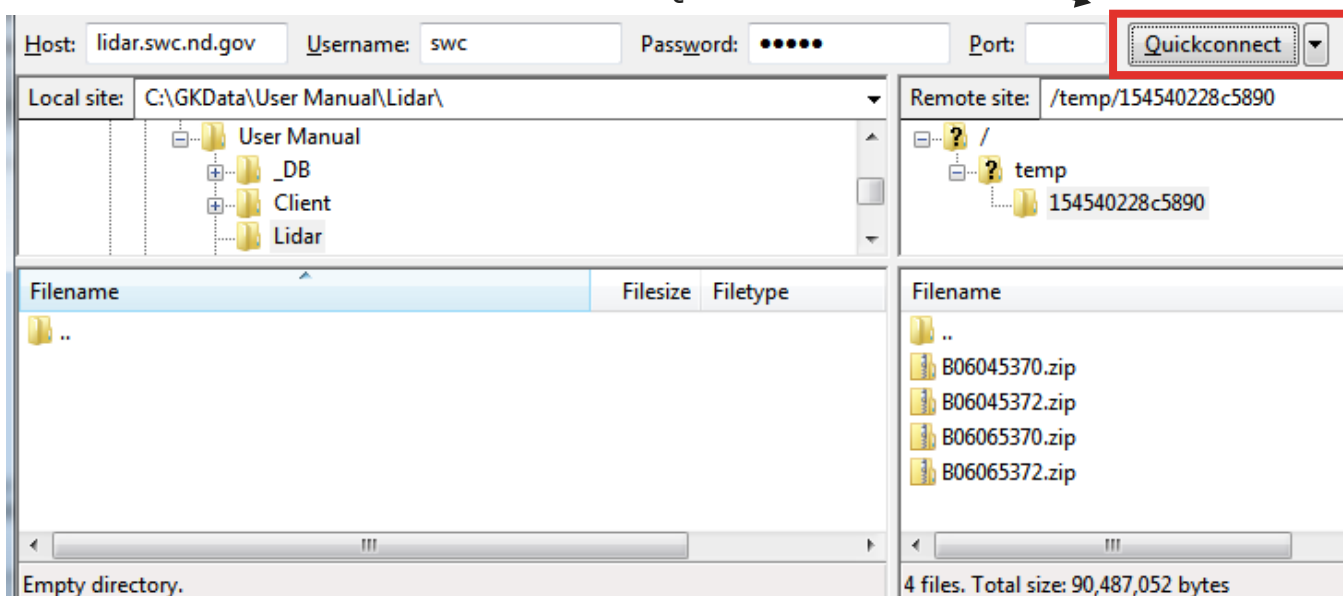 Host: lidar.swc.nd.gov Username: swc Password: ●●●●● Port: Quickconnect
Local site: C:\GKData\User Manual\Lidar\
User Manual
_DB
Client
Lidar
Remote site: /temp/154540228c5890
/
temp
154540228c5890
Filename Filesize Filetype
..
Empty directory.
Filename
..
B06045370.zip
B06045372.zip
B06065370.zip
B06065372.zip
4 files. Total size: 90,487,052 bytes